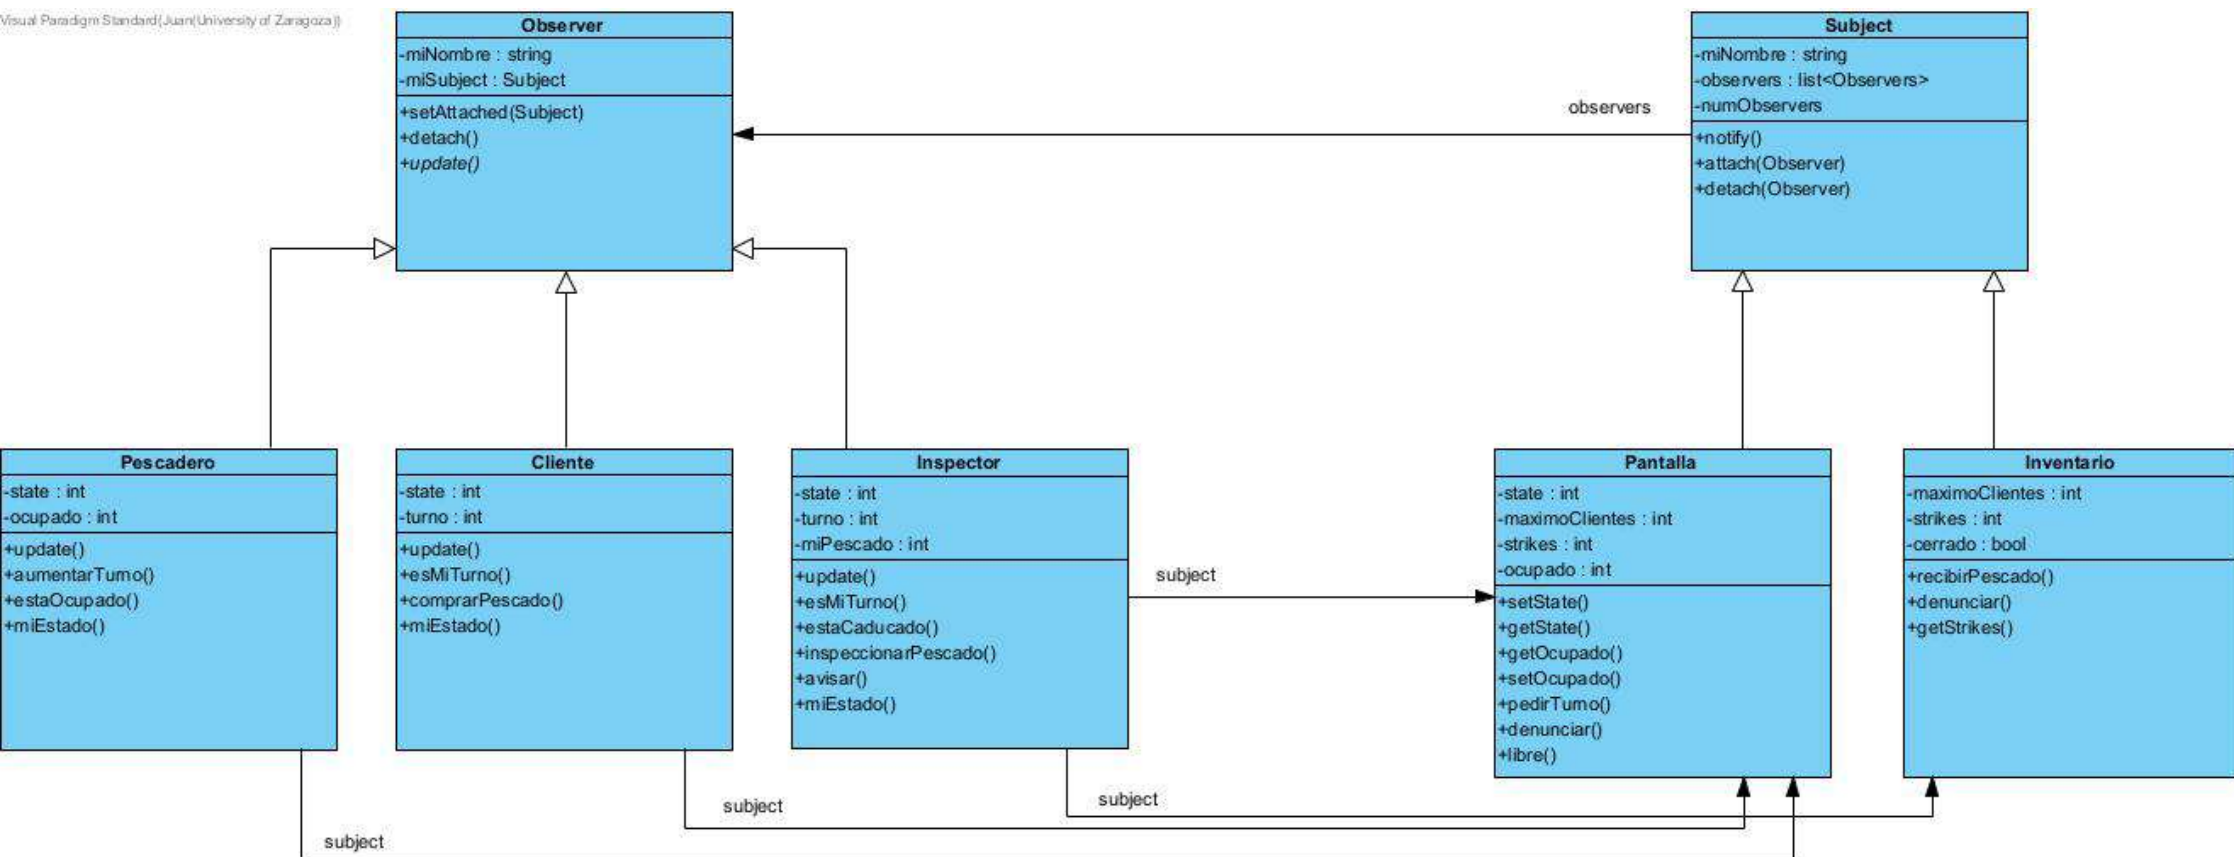 Visual Paradigm Standard(Juan(University of Zaragoza))
Observer
-miNombre : string
-miSubject : Subject
+setAttached(Subject)
+detach()
+update()
observers
Subject
-miNombre : string
-observers : list<Observers>
-numObservers
+notify()
+attach(Observer)
+detach(Observer)
Pescadero
-state : int
-ocupado : int
+update()
+aumentarTurno()
+estaOcupado()
+miEstado()
Cliente
-state : int
-turno : int
+update()
+esMiTurno()
+comprarPescado()
+miEstado()
Inspector
-state : int
-turno : int
-miPescado : int
+update()
+esMiTurno()
+estaCaducado()
+inspeccionarPescado()
+avisar()
+miEstado()
subject
Pantalla
-state : int
-maximoClientes : int
-strikes : int
-ocupado : int
+setState()
+getState()
+getOcupado()
+setOcupado()
+pedirTurno()
+denunciar()
+libre()
Inventario
-maximoClientes : int
-strikes : int
-cerrado : bool
+recibirPescado()
+denunciar()
+getStrikes()
subject
subject
subject